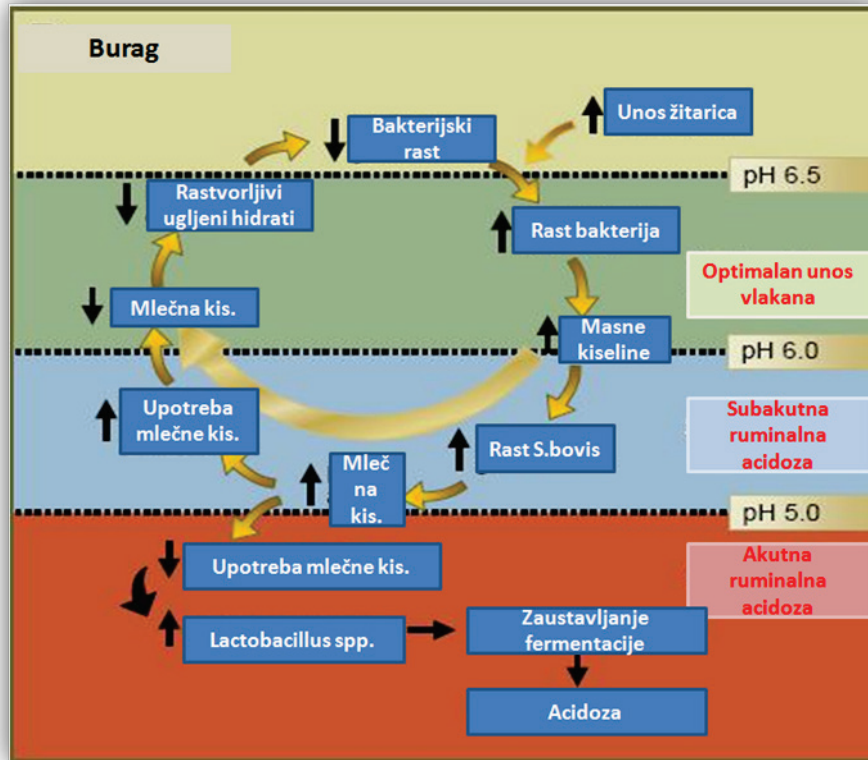 Burag
Bakterijski
rast
Unos žitarica
pH 6.5
Rastvorljivi
ugljeni hidrati
Rast bakterija
Optimalan unos
vlakana
Mlečna kis.
Masne
kiseline
pH 6.0
Upotreba
mlečne kis.
Subakutna
ruminalna
acidoza
Rast S.bovis
Mleč
na
kis.
pH 5.0
Upotreba mlečne kis.
Akutna
ruminalna
acidoza
Lactobacillus spp.
Zaustavljanje
fermentacije
Acidoza